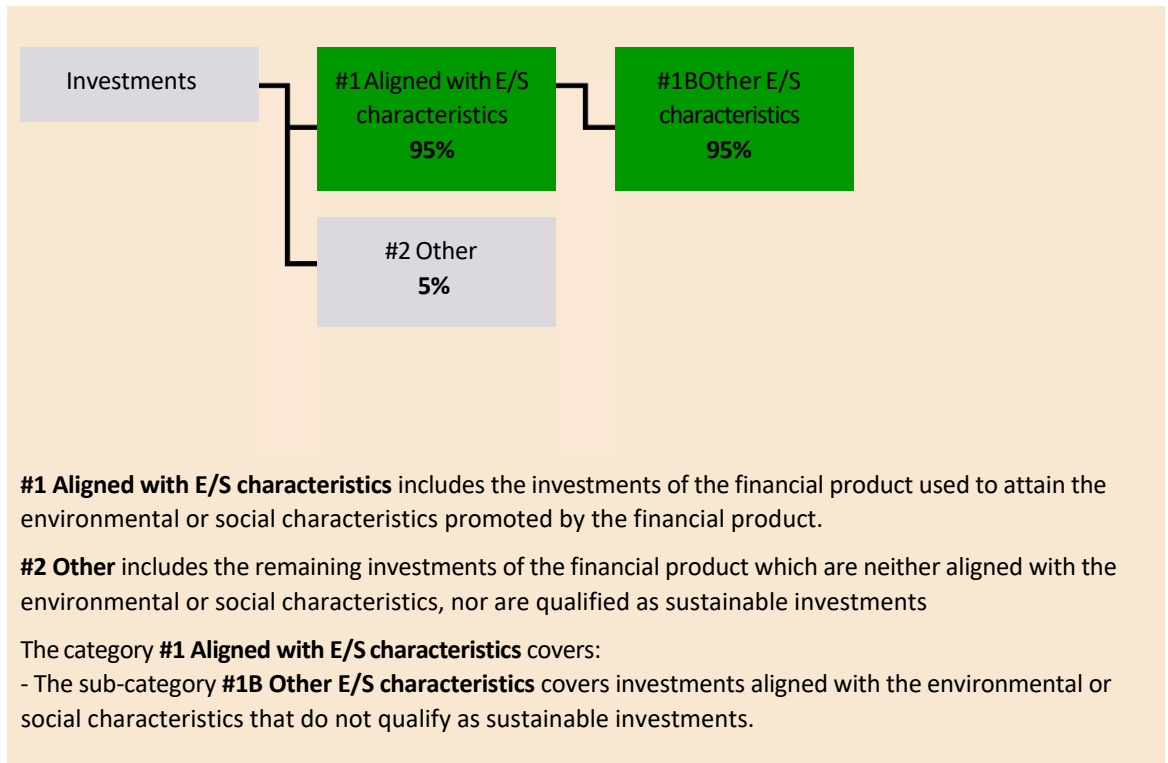 Investments
#1 Aligned with E/S
characteristics
95%
#1BOther E/S
characteristics
95%
#2 Other
5%
#1 Aligned with E/S characteristics includes the investments of the financial product used to attain the
environmental or social characteristics promoted by the financial product.
#2 Other includes the remaining investments of the financial product which are neither aligned with the
environmental or social characteristics, nor are qualified as sustainable investments
The category #1 Aligned with E/S characteristics covers:
- The sub-category #1B Other E/S characteristics covers investments aligned with the environmental or
social characteristics that do not qualify as sustainable investments.